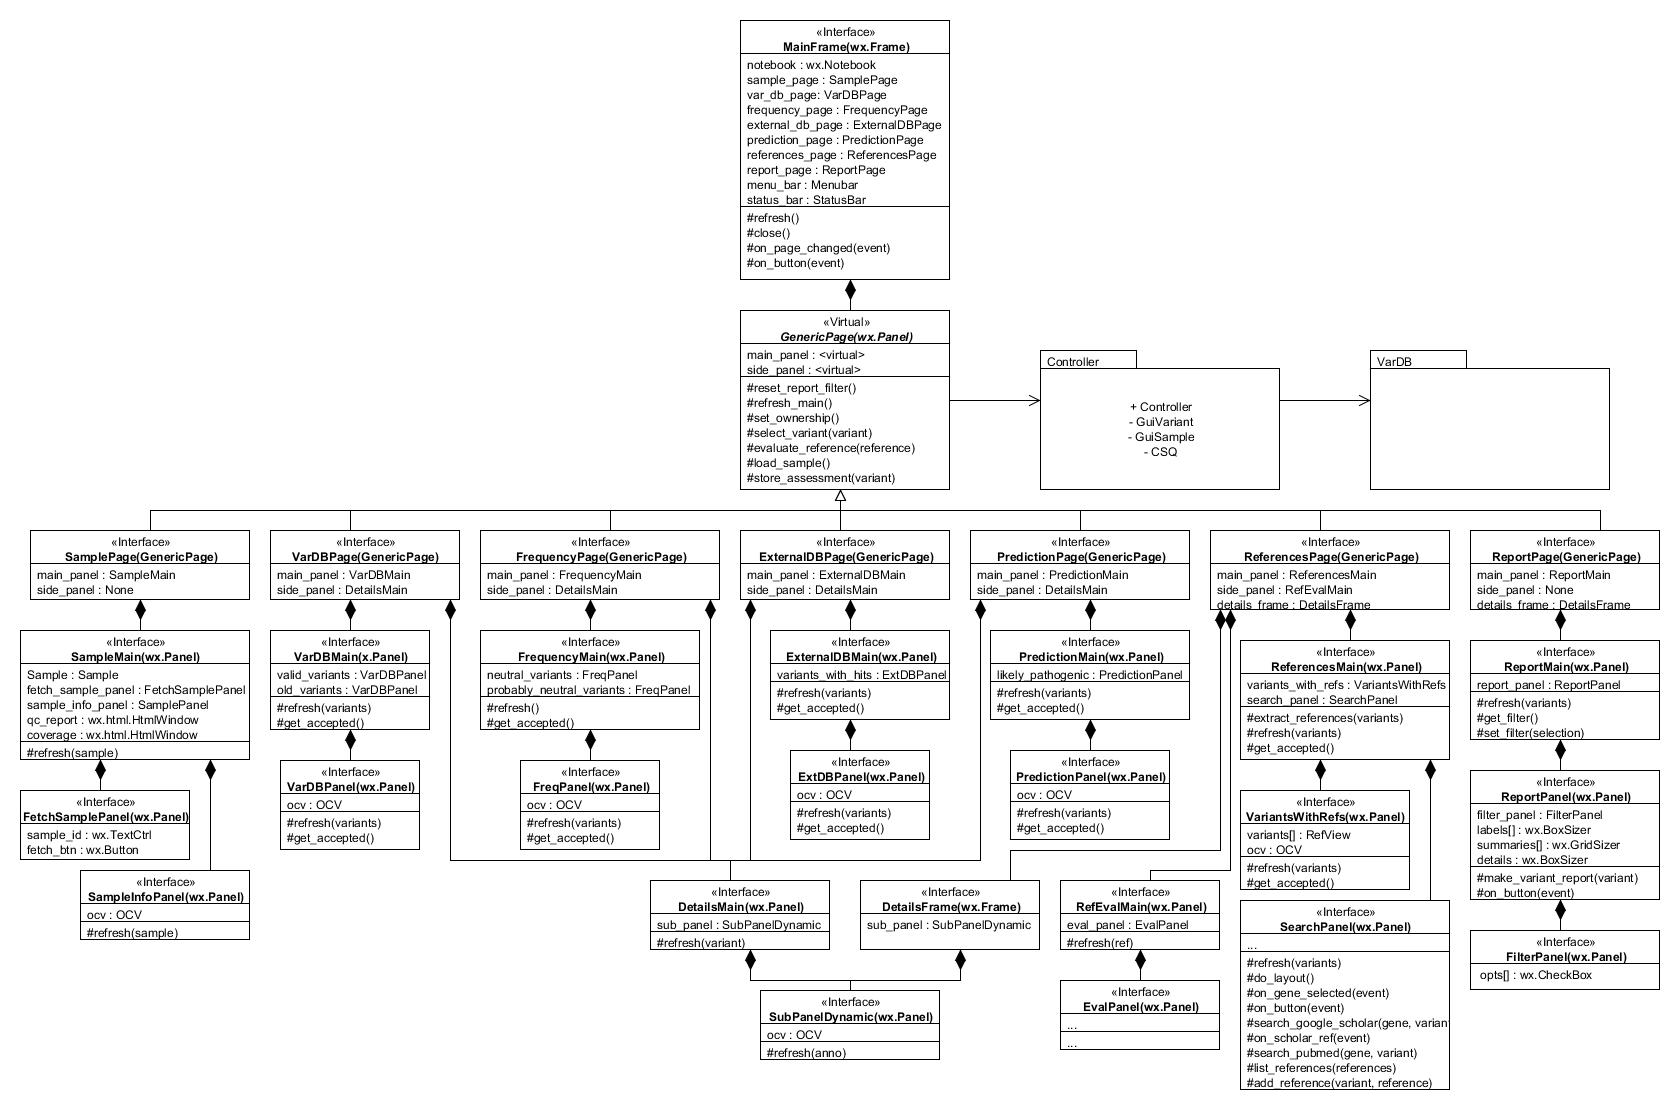 «Interface»
MainFrame(wx.Frame)
notebook : wx.Notebook
sample_page : SamplePage
var_db_page: VarDBPage
frequency_page : FrequencyPage
external_db_page : ExternalDBPage
prediction_page : PredictionPage
references_page : ReferencesPage
report_page : ReportPage
menu_bar : Menubar
status_bar : StatusBar
#refresh()
#close()
#on_page_changed(event)
#on_button(event)
«Virtual»
GenericPage(wx.Panel)
main_panel : <virtual>
side_panel : <virtual>
#reset_report_filter()
#refresh_main()
#set_ownership()
#select_variant(variant)
#evaluate_reference(reference)
#load_sample()
#store_assessment(variant)
Controller
+ Controller
- GuiVariant
- GuiSample
- CSQ
VarDB
«Interface»
SamplePage(GenericPage)
main_panel : SampleMain
side_panel : None
«Interface»
VarDBPage(GenericPage)
main_panel : VarDBMain
side_panel : DetailsMain
«Interface»
FrequencyPage(GenericPage)
main_panel : FrequencyMain
side_panel : DetailsMain
«Interface»
ExternalDBPage(GenericPage)
main_panel : ExternalDBMain
side_panel : DetailsMain
«Interface»
PredictionPage(GenericPage)
main_panel : PredictionMain
side_panel : DetailsMain
«Interface»
ReferencesPage(GenericPage)
main_panel : ReferencesMain
side_panel : RefEvalMain
details_frame : DetailsFrame
«Interface»
ReportPage(GenericPage)
main_panel : ReportMain
side_panel : None
details_frame : DetailsFrame
«Interface»
SampleMain(wx.Panel)
Sample : Sample
fetch_sample_panel : FetchSamplePanel
sample_info_panel : SamplePanel
qc_report : wx.html.HtmlWindow
coverage : wx.html.HtmlWindow
#refresh(sample)
«Interface»
VarDBMain(x.Panel)
valid_variants : VarDBPanel
old_variants : VarDBPanel
#refresh(variants)
#get_accepted()
«Interface»
FrequencyMain(wx.Panel)
neutral_variants : FreqPanel
probably_neutral_variants : FreqPanel
#refresh()
#get_accepted()
«Interface»
ExternalDBMain(wx.Panel)
variants_with_hits : ExtDBPanel
#refresh(variants)
#get_accepted()
«Interface»
PredictionMain(wx.Panel)
likely_pathogenic : PredictionPanel
#refresh(variants)
#get_accepted()
«Interface»
ReferencesMain(wx.Panel)
variants_with_refs : VariantsWithRefs
search_panel : SearchPanel
#extract_references(variants)
#refresh(variants)
#get_accepted()
«Interface»
ReportMain(wx.Panel)
report_panel : ReportPanel
#refresh(variants)
#get_filter()
#set_filter(selection)
«Interface»
FetchSamplePanel(wx.Panel)
sample_id : wx.TextCtrl
fetch_btn : wx.Button
«Interface»
VarDBPanel(wx.Panel)
ocv : OCV
#refresh(variants)
#get_accepted()
«Interface»
FreqPanel(wx.Panel)
ocv : OCV
#refresh(variants)
#get_accepted()
«Interface»
ExtDBPanel(wx.Panel)
ocv : OCV
#refresh(variants)
#get_accepted()
«Interface»
PredictionPanel(wx.Panel)
ocv : OCV
#refresh(variants)
#get_accepted()
«Interface»
VariantsWithRefs(wx.Panel)
variants[] : RefView
ocv : OCV
#refresh(variants)
#get_accepted()
«Interface»
ReportPanel(wx.Panel)
filter_panel : FilterPanel
labels[] : wx.BoxSizer
summaries[] : wx.GridSizer
details : wx.BoxSizer
#make_variant_report(variant)
#on_button(event)
«Interface»
SampleInfoPanel(wx.Panel)
ocv : OCV
#refresh(sample)
«Interface»
DetailsMain(wx.Panel)
sub_panel : SubPanelDynamic
#refresh(variant)
«Interface»
DetailsFrame(wx.Frame)
sub_panel : SubPanelDynamic
«Interface»
RefEvalMain(wx.Panel)
eval_panel : EvalPanel
#refresh(ref)
«Interface»
SearchPanel(wx.Panel)
...
#refresh(variants)
#do_layout()
#on_gene_selected(event)
#on_button(event)
#search_google_scholar(gene, varian
#on_scholar_ref(event)
#search_pubmed(gene, variant)
#list_references(references)
#add_reference(variant, reference)
«Interface»
FilterPanel(wx.Panel)
opts[] : wx.CheckBox
«Interface»
SubPanelDynamic(wx.Panel)
ocv : OCV
#refresh(anno)
«Interface»
EvalPanel(wx.Panel)
...
...